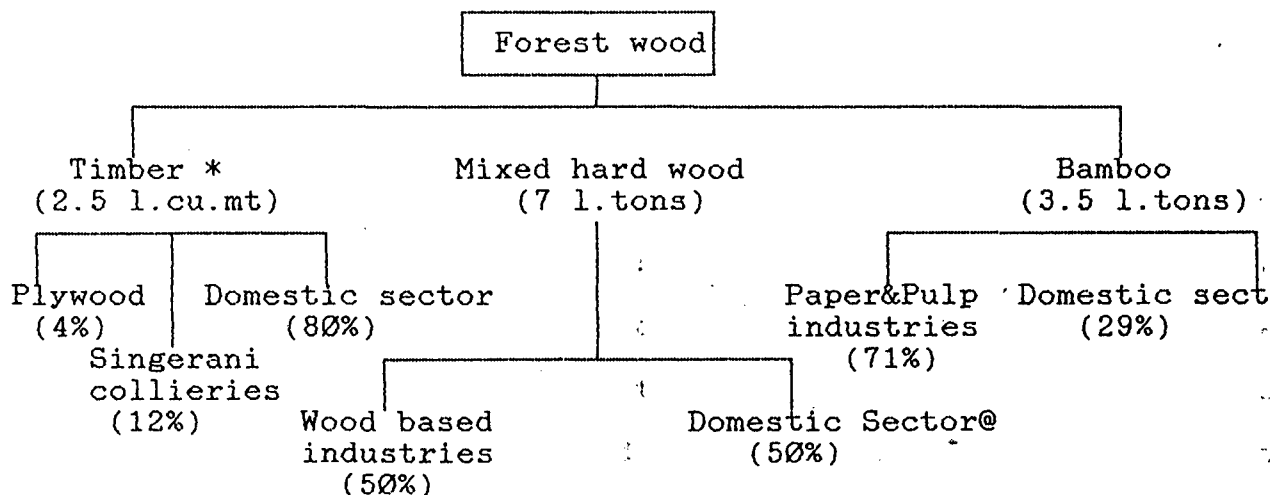 Forest wood
Timber *
(2.5 l.cu.mt)
Mixed hard wood
(7 l.tons)
Bamboo
(3.5 l.tons)
Plywood
(4%)
Singerani
collieries
(12%)
Domestic sector
(80%)
Wood based
industries
(50%)
Domestic Sector@
(50%)
Paper&Pulp
industries
(71%)
Domestic sect
(29%)